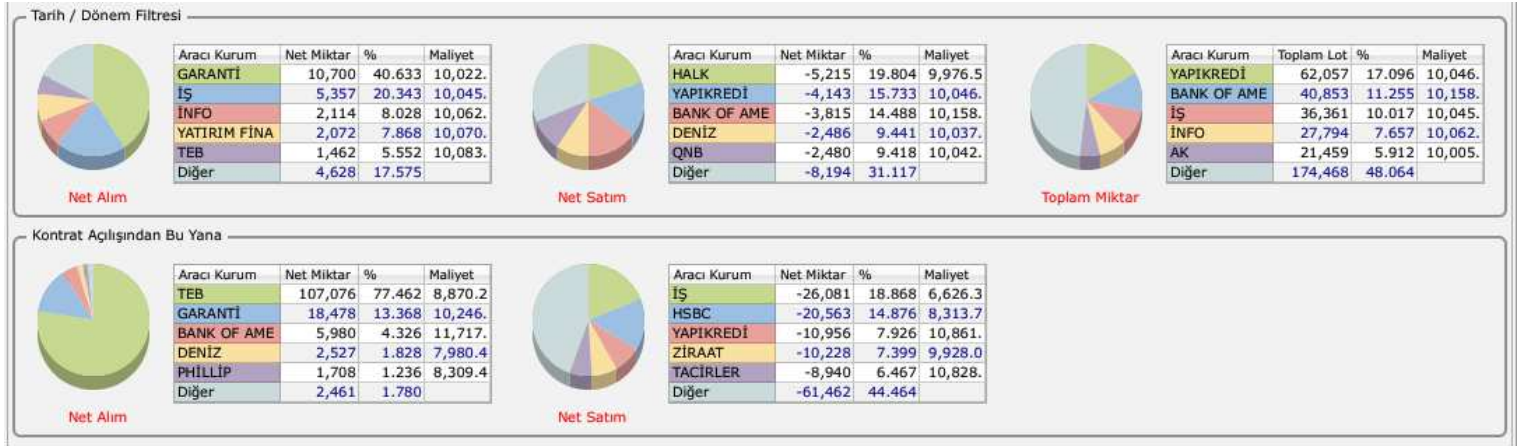 Tarih / Dönem Filtresi
Aracı Kurum Net Miktar % Maliyet
GARANTİ 10,700 40.633 10,022.
İŞ 5,357 20.343 10,045.
İNFO 2,114 8.028 10,062.
YATIRIM FİNA 2,072 7.868 10,070.
TEB 1,462 5.552 10,083.
Diğer 4,628 17.575
Net Alım
Aracı Kurum Net Miktar % Maliyet
HALK -5,215 19.804 9,976.5
YAPIKREDİ -4,143 15.733 10,046.
BANK OF AME -3,815 14.488 10,158.
DENİZ -2,486 9.441 10,037.
QNB -2,480 9.418 10,042.
Diğer -8,194 31.117
Net Satım
Aracı Kurum Toplam Lot % Maliyet
YAPIKREDİ 62,057 17.096 10,046.
BANK OF AME 40,853 11.255 10,158.
İŞ 36,361 10.017 10,045.
İNFO 27,794 7.657 10,062.
AK 21,459 5.912 10,005.
Diğer 174,468 48.064
Toplam Miktar
Kontrat Açılışından Bu Yana
Aracı Kurum Net Miktar % Maliyet
TEB 107,076 77.462 8,870.2
GARANTİ 18,478 13.368 10,246.
BANK OF AME 5,980 4.326 11,717.
DENİZ 2,527 1.828 7,980.4
PHİLLİP 1,708 1.236 8,309.4
Diğer 2,461 1.780
Net Alım
Aracı Kurum Net Miktar % Maliyet
İŞ -26,081 18.868 6,626.3
HSBC -20,563 14.876 8,313.7
YAPIKREDİ -10,956 7.926 10,861.
ZİRAAT -10,228 7.399 9,928.0
TACİRLER -8,940 6.467 10,828.
Diğer -61,462 44.464
Net Satım